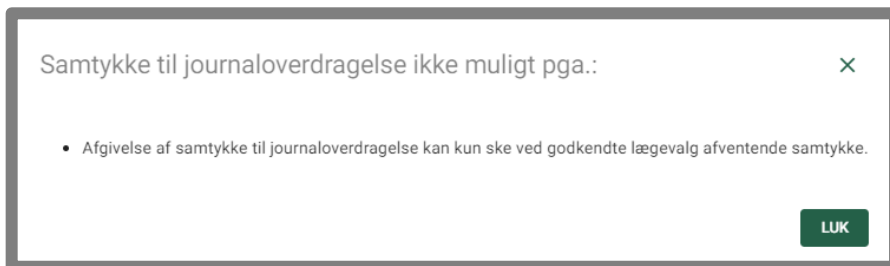 Samtykke til journaloverdragelse ikke muligt pga.:
Afgivelse af samtykke til journaloverdragelse kan kun ske ved godkendte lægevalg afventende samtykke.
LUK